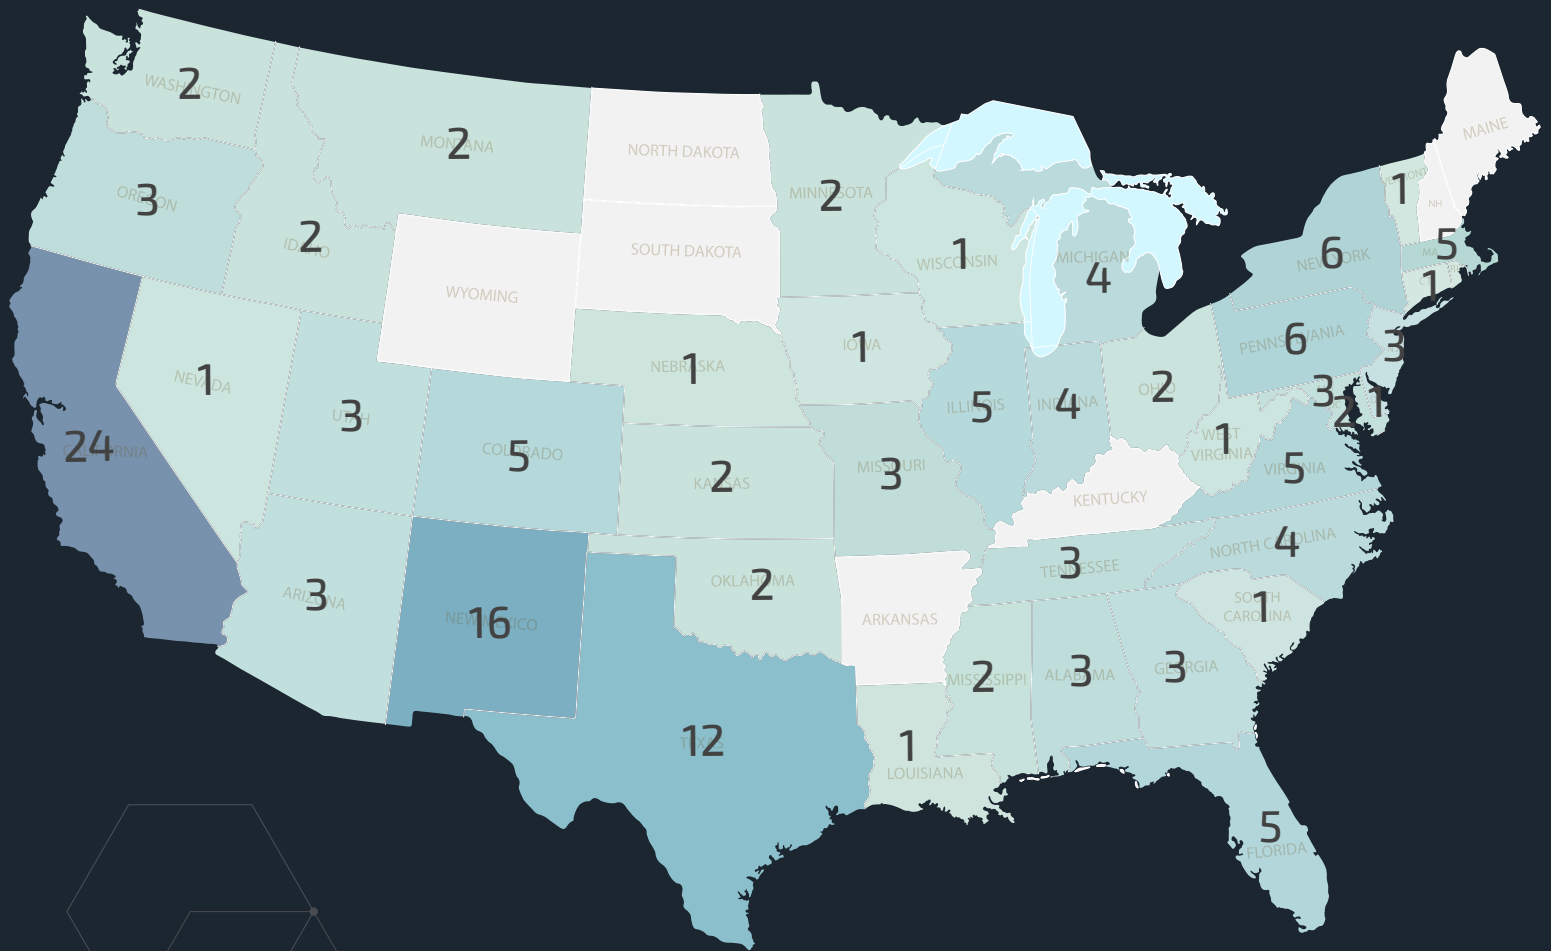 WASHINGTON
2
MONTANA
2
NORTH DAKOTA
MINNESOTA
2
MAINE
OREGON
3
IDAHO
2
WYOMING
SOUTH DAKOTA
WISCONSIN
1
MICHIGAN
4
NEW YORK
6
VERMONT
1
NH
MA
5
1
CALIFORNIA
24
NEVADA
1
UTAH
3
COLORADO
5
NEBRASKA
1
IOWA
1
ILLINOIS
5
INDIANA
4
OHIO
2
PENNSYLVANIA
6
3
3
2
1
WEST
VIRGINIA
1
VIRGINIA
5
KANSAS
2
MISSOURI
3
KENTUCKY
ARIZONA
3
NEW MEXICO
16
OKLAHOMA
2
ARKANSAS
TENNESSEE
3
NORTH CAROLINA
4
SOUTH
CAROLINA
1
TEXAS
12
LOUISIANA
1
MISSISSIPPI
2
ALABAMA
3
GEORGIA
3
FLORIDA
5